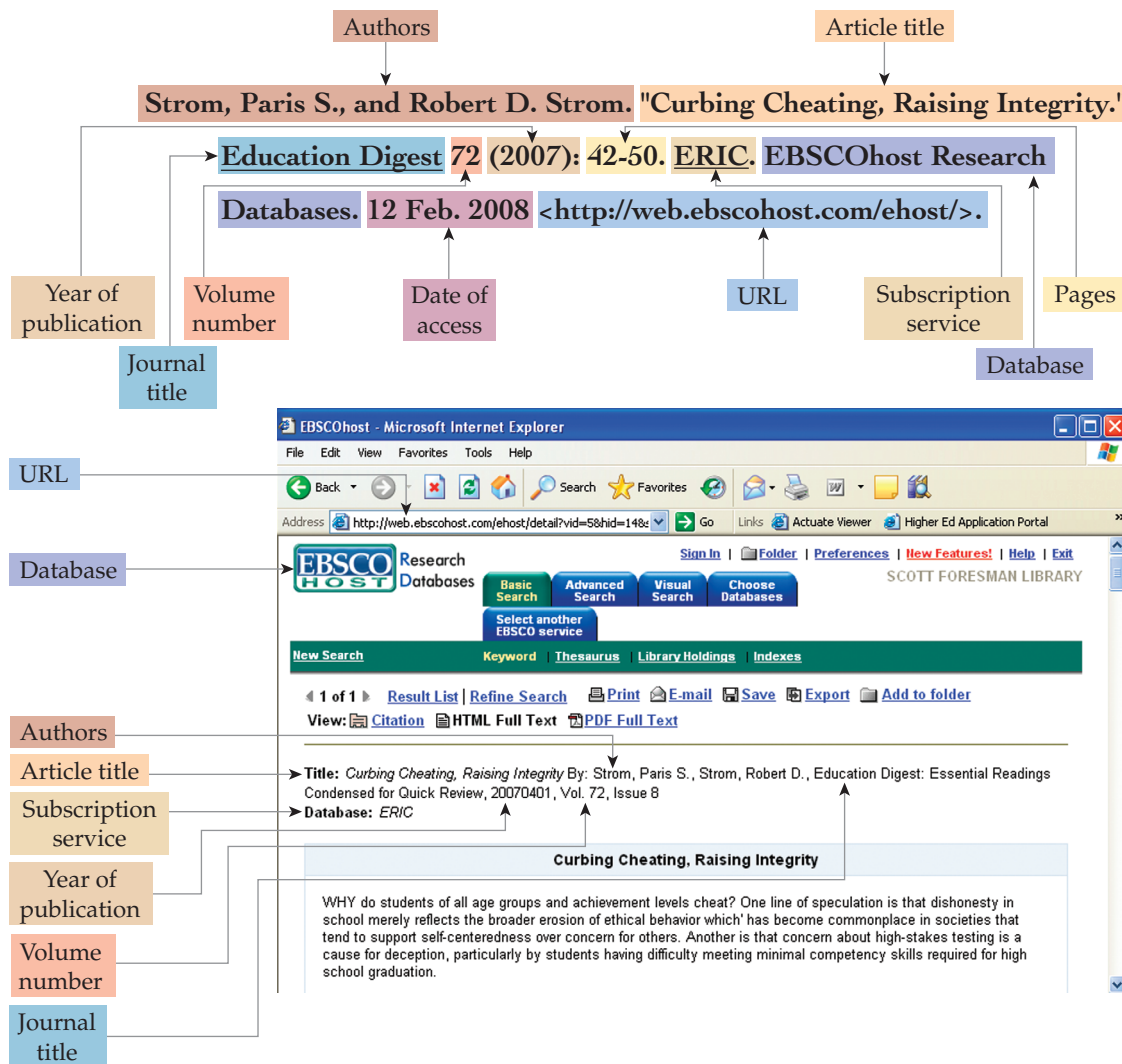 Authors
Article title
Strom, Paris S., and Robert D. Strom. "Curbing Cheating, Raising Integrity."
Education Digest 72 (2007): 42-50. ERIC. EBSCOhost Research
Databases. 12 Feb. 2008 <http://web.ebscohost.com/ehost/>.
Year of
publication
Volume
number
Date of
access
URL
Subscription
service
Pages
Journal
title
Database
EBSCOhost - Microsoft Internet Explorer
File Edit View Favorites Tools Help
URL
Back Search Favorites
Address http://web.ebscohost.com/ehost/detail?vid=5&hid=14&s Go Links Actuate Viewer Higher Ed Application Portal »
Database
EBSCO
HOST
Research
Databases
Sign In | Folder | Preferences | New Features! | Help | Exit
SCOTT FORESMAN LIBRARY
Basic
Search
Advanced
Search
Visual
Search
Choose
Databases
Select another
EBSCO service
New Search Keyword | Thesaurus | Library Holdings | Indexes
1 of 1 Result List | Refine Search Print E-mail Save Export Add to folder
View: Citation HTML Full Text PDF Full Text
Authors
Article title
Subscription
service
Year of
publication
Volume
number
Journal
title
Title: Curbing Cheating, Raising Integrity By: Strom, Paris S., Strom, Robert D., Education Digest: Essential Readings
Condensed for Quick Review, 20070401, Vol. 72, Issue 8
Database: ERIC
Curbing Cheating, Raising Integrity
WHY do students of all age groups and achievement levels cheat? One line of speculation is that dishonesty in
school merely reflects the broader erosion of ethical behavior which' has become commonplace in societies that
tend to support self-centeredness over concern for others. Another is that concern about high-stakes testing is a
cause for deception, particularly by students having difficulty meeting minimal competency skills required for high
school graduation.